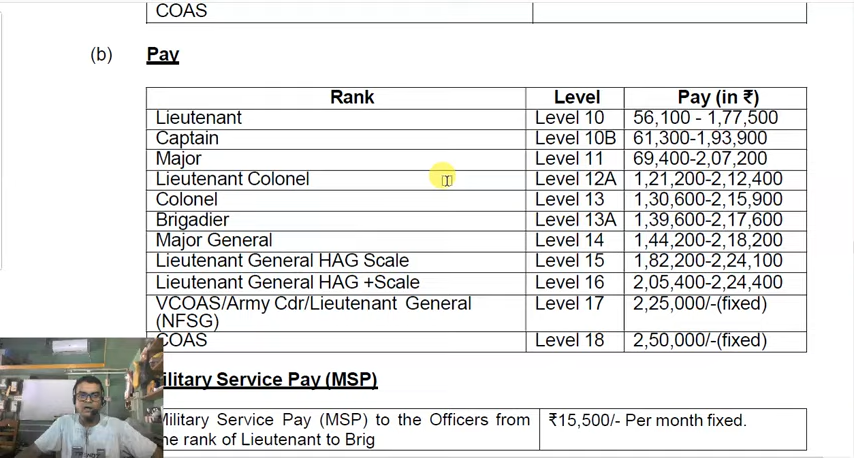 COAS
(b) Pay
Rank Level Pay (in ₹)
Lieutenant Level 10 56,100 - 1,77,500
Captain Level 10B 61,300-1,93,900
Major Level 11 69,400-2,07,200
Lieutenant Colonel Level 12A 1,21,200-2,12,400
Colonel Level 13 1,30,600-2,15,900
Brigadier Level 13A 1,39,600-2,17,600
Major General Level 14 1,44,200-2,18,200
Lieutenant General HAG Scale Level 15 1,82,200-2,24,100
Lieutenant General HAG +Scale Level 16 2,05,400-2,24,400
VCOAS/Army Cdr/Lieutenant General Level 17 2,25,000/-(fixed)
(NFSG)
COAS Level 18 2,50,000/-(fixed)
ilitary Service Pay (MSP)
Military Service Pay (MSP) to the Officers from ₹15,500/- Per month fixed.
he rank of Lieutenant to Brig